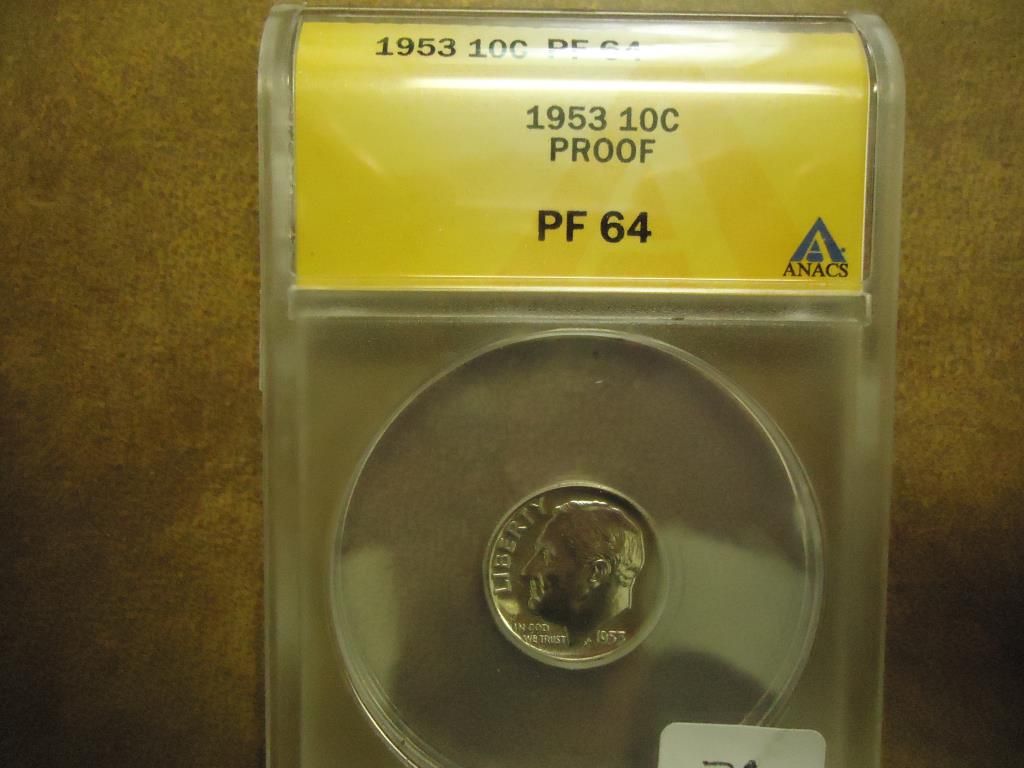 1953 10C PF 64
1953 10C
PROOF
PF 64
ANACS
LIBERTY
IN GOD
WE TRUST
1953